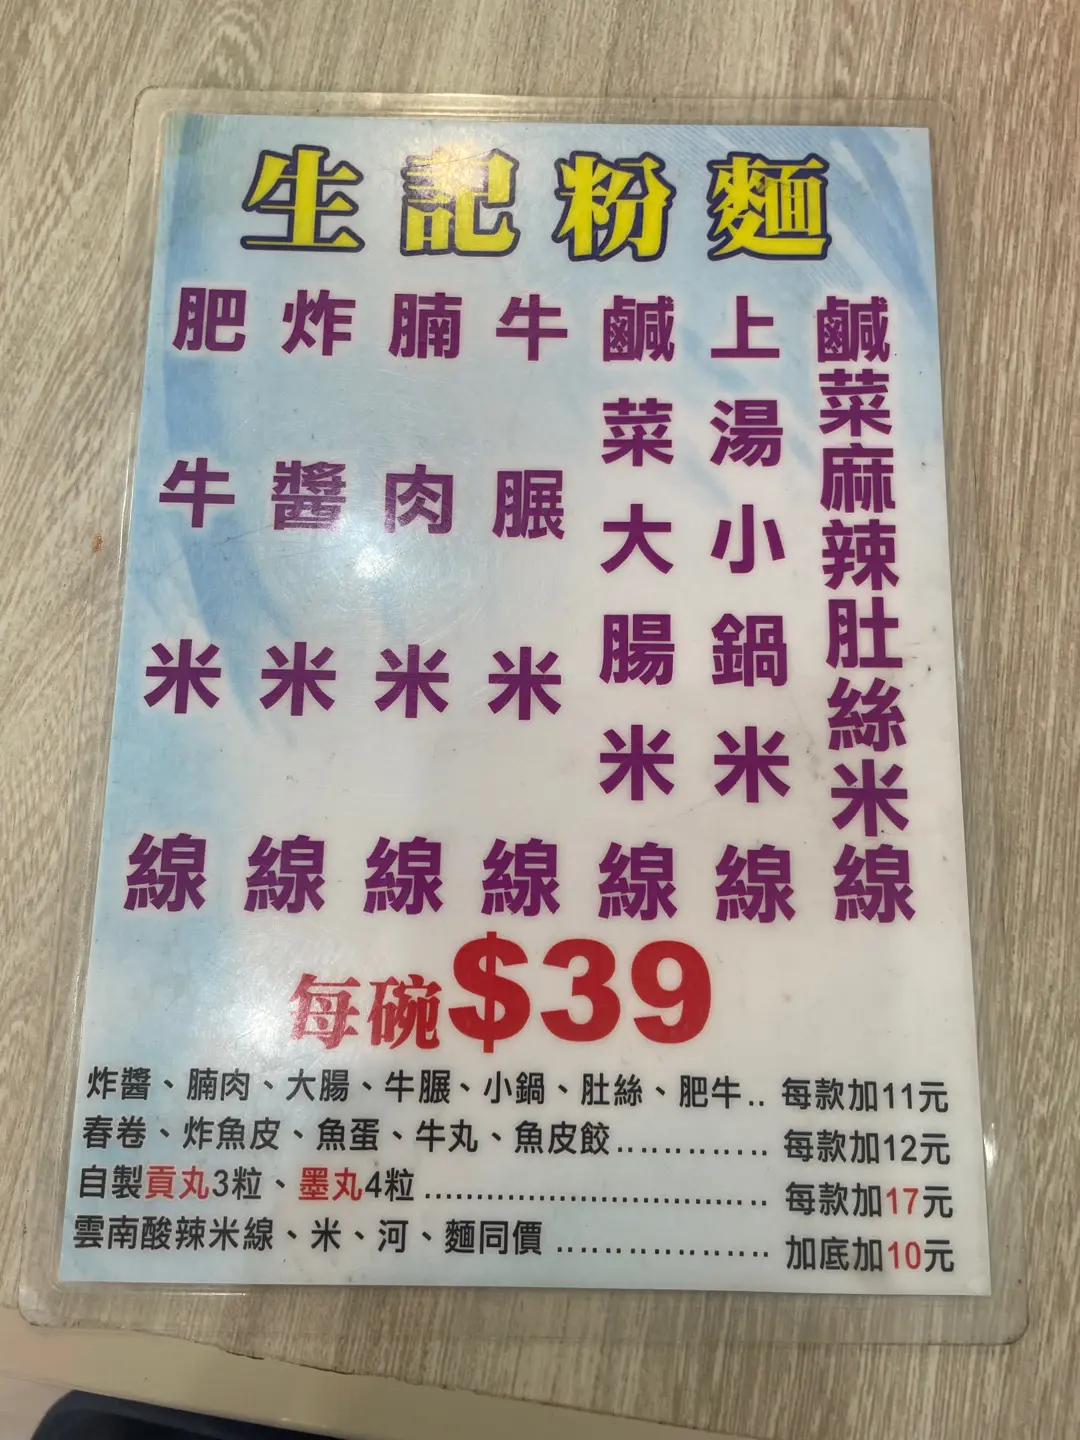 生記粉麵
鹹菜麻辣肚絲米線
上湯小鍋米線
鹹菜大腸米線
牛脤米線
腩肉米線
炸醬米線
肥牛米線
每碗$39
炸醬、腩肉、大腸、牛脤、小鍋、肚絲、肥牛.. 每款加11元
春卷、炸魚皮、魚蛋、牛丸、魚皮餃............. 每款加12元
自製貢丸3粒、墨丸4粒 ................................ 每款加17元
雲南酸辣米線、米、河、麵同價 .................. 加底加10元